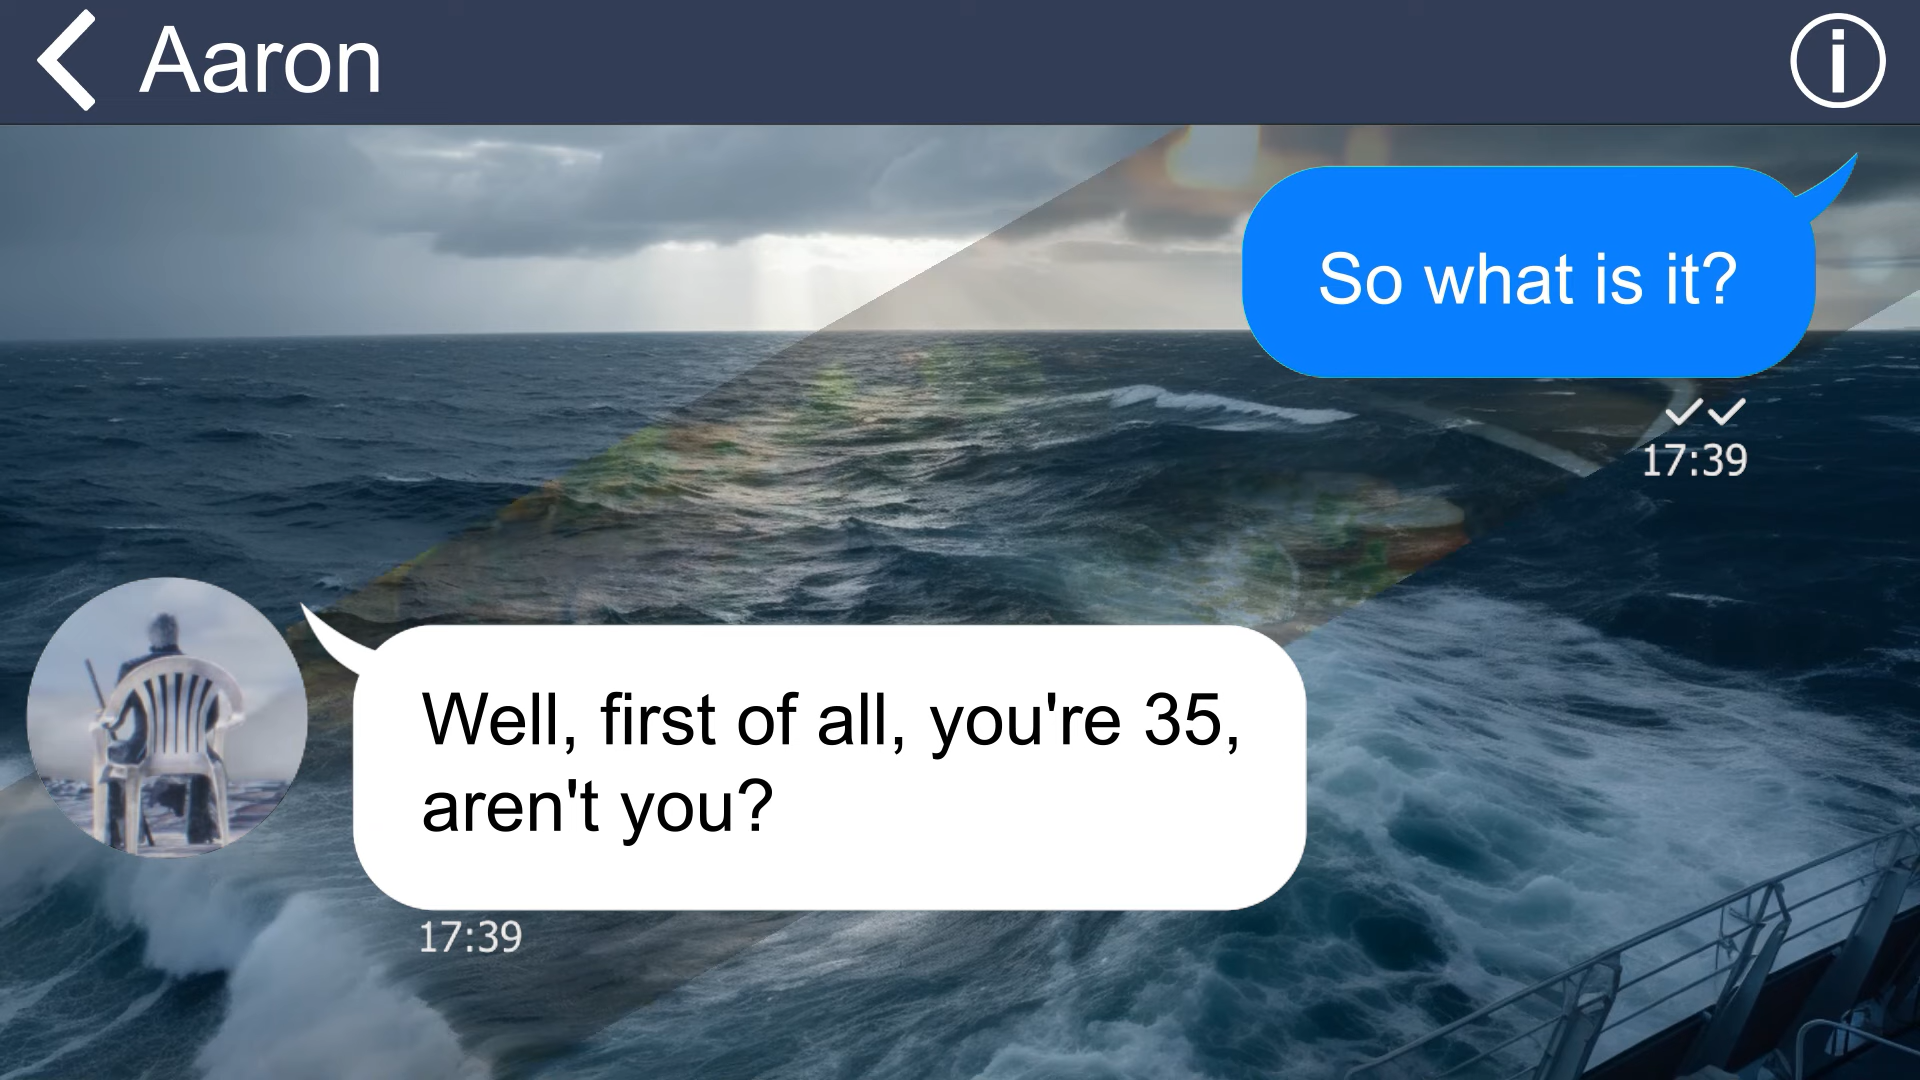 Aaron
So what is it?
17:39
Well, first of all, you're 35,
aren't you?
17:39